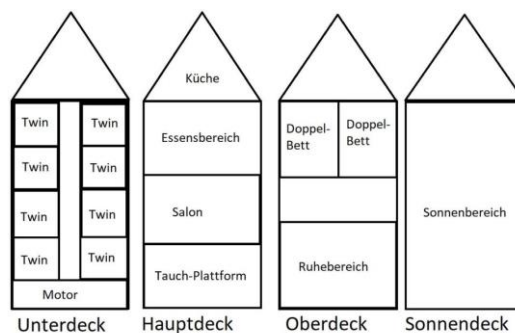 Twin
Twin
Twin
Twin
Twin
Twin
Twin
Twin
Motor
Unterdeck
Küche
Essensbereich
Salon
Tauch-Plattform
Hauptdeck
Doppel-
Bett
Doppel-
Bett
Ruhebereich
Oberdeck
Sonnenbereich
Sonnendeck